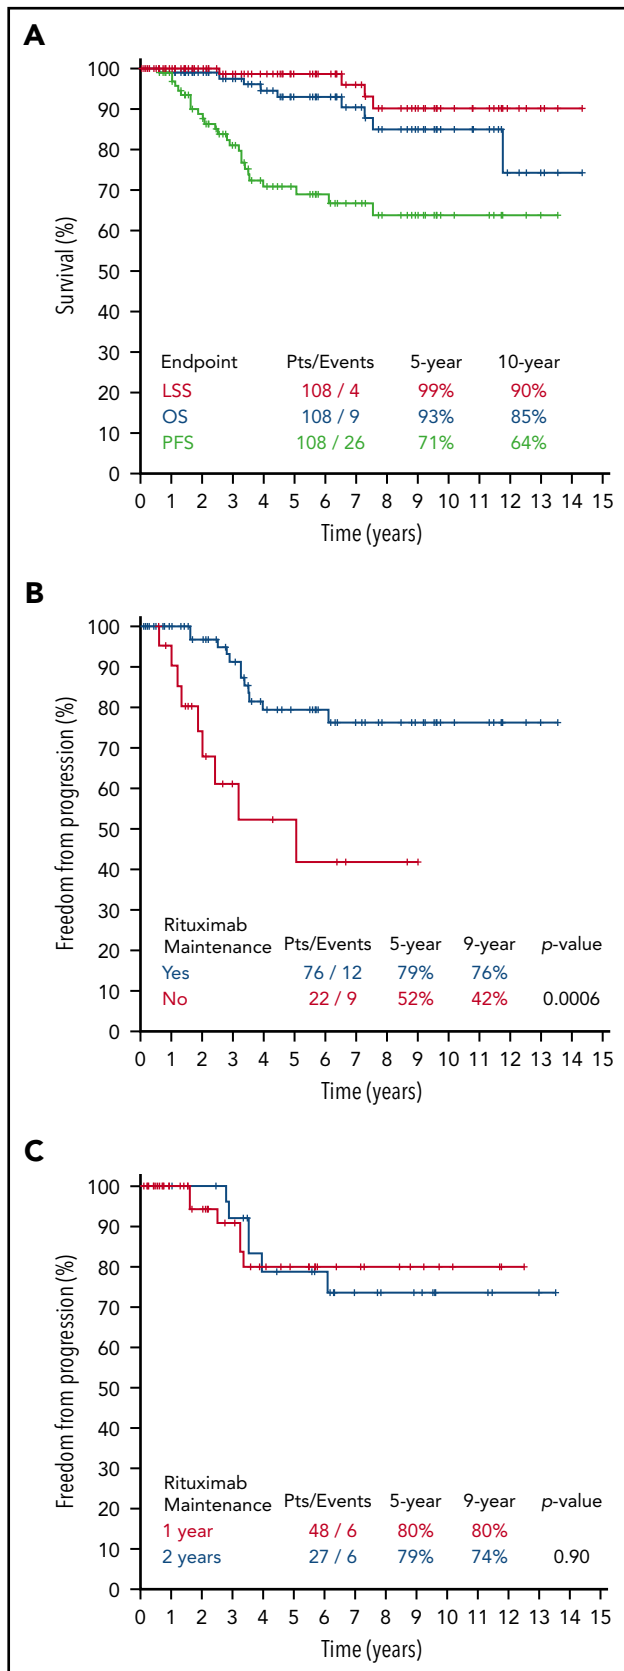 A
100
90
80
70
60
50
40
30
20
10
0
Survival (%)
Endpoint Pts/Events 5-year 10-year
LSS 108 / 4 99% 90%
OS 108 / 9 93% 85%
PFS 108 / 26 71% 64%
0 1 2 3 4 5 6 7 8 9 10 11 12 13 14 15
Time (years)
B
100
90
80
70
60
50
40
30
20
10
0
Freedom from progression (%)
Rituximab
Maintenance Pts/Events 5-year 9-year p-value
Yes 76 / 12 79% 76%
No 22 / 9 52% 42% 0.0006
0 1 2 3 4 5 6 7 8 9 10 11 12 13 14 15
Time (years)
C
100
90
80
70
60
50
40
30
20
10
0
Freedom from progression (%)
Rituximab
Maintenance Pts/Events 5-year 9-year p-value
1 year 48 / 6 80% 80%
2 years 27 / 6 79% 74% 0.90
0 1 2 3 4 5 6 7 8 9 10 11 12 13 14 15
Time (years)